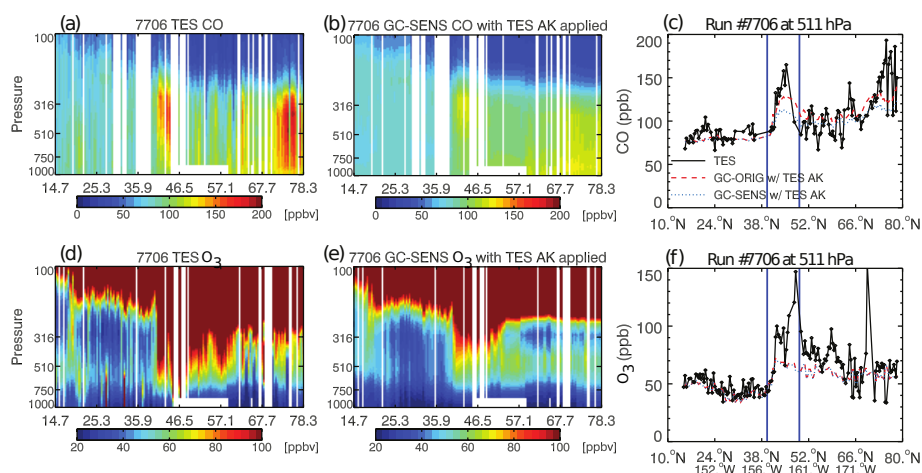 (a) 7706 TES CO
Pressure
100
316
510
750
1000
14.7 25.3 35.9 46.5 57.1 67.7 78.3
0 50 100 150 200 [ppbv]
(b) 7706 GC-SENS CO with TES AK applied
100
316
510
750
1000
14.7 25.3 35.9 46.5 57.1 67.7 78.3
0 50 100 150 200 [ppbv]
(c) Run #7706 at 511 hPa
CO (ppb)
200
150
100
50
0
TES
GC-ORIG w/ TES AK
GC-SENS w/ TES AK
10.°N 24.°N 38.°N 52.°N 66.°N 80.°N
(d) 7706 TES O3
Pressure
100
316
510
750
1000
14.7 25.3 35.9 46.5 57.1 67.7 78.3
20 40 60 80 100 [ppbv]
(e) 7706 GC-SENS O3 with TES AK applied
100
316
510
750
1000
14.7 25.3 35.9 46.5 57.1 67.7 78.3
20 40 60 80 100 [ppbv]
(f) Run #7706 at 511 hPa
O3 (ppb)
150
100
50
0
10.°N 24.°N 38.°N 52.°N 66.°N 80.°N
152 °W 156 °W 161 °W 171 °W